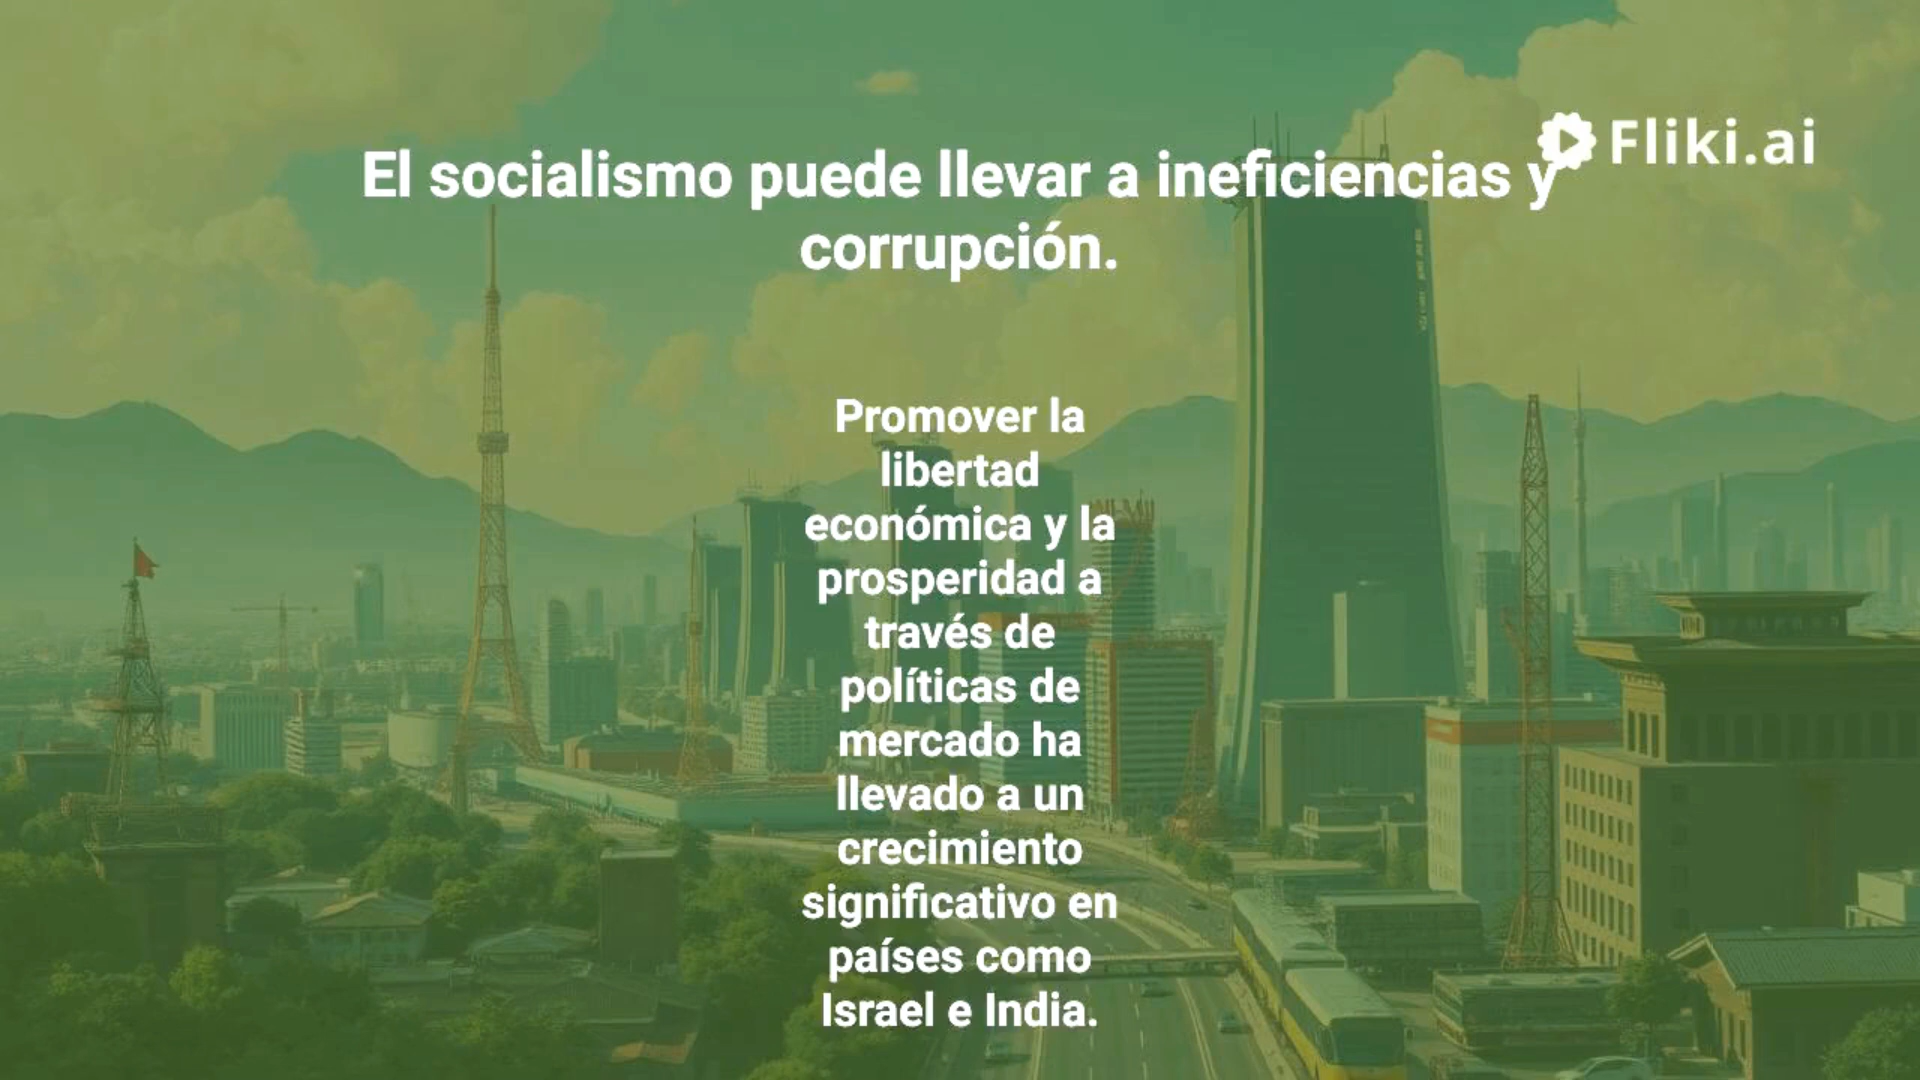 Fliki.ai
El socialismo puede llevar a ineficiencias y
corrupción.
Promover la
libertad
económica y la
prosperidad a
través de
políticas de
mercado ha
llevado a un
crecimiento
significativo en
países como
Israel e India.